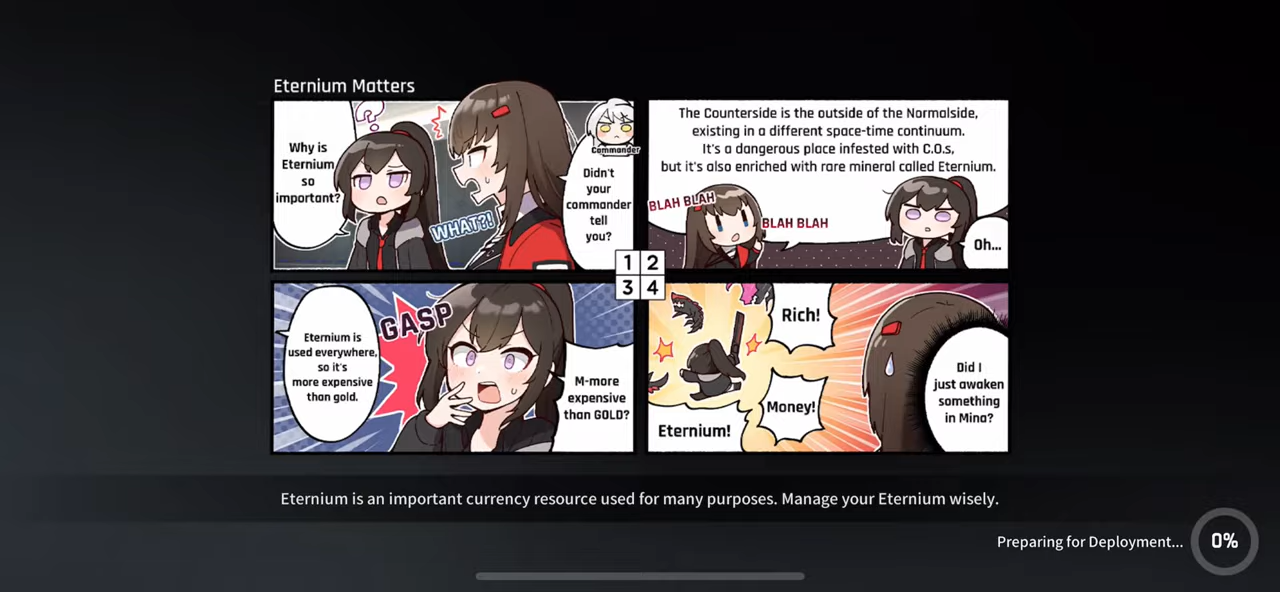 Eternium Matters
Why is
Eternium
so
important?
?
WHAT?!
Commander
Didn't
your
commander
tell
you?
The Counterside is the outside of the Normalside,
existing in a different space-time continuum.
It's a dangerous place infested with C.O.s,
but it's also enriched with rare mineral called Eternium.
BLAH BLAH
BLAH BLAH
Oh...
1 2
3 4
Eternium is
used everywhere,
so it's
more expensive
than gold.
GASP
M-more
expensive
than GOLD?
Rich!
Money!
Eternium!
Did I
just awaken
something
in Mina?
Eternium is an important currency resource used for many purposes. Manage your Eternium wisely.
Preparing for Deployment...
0%